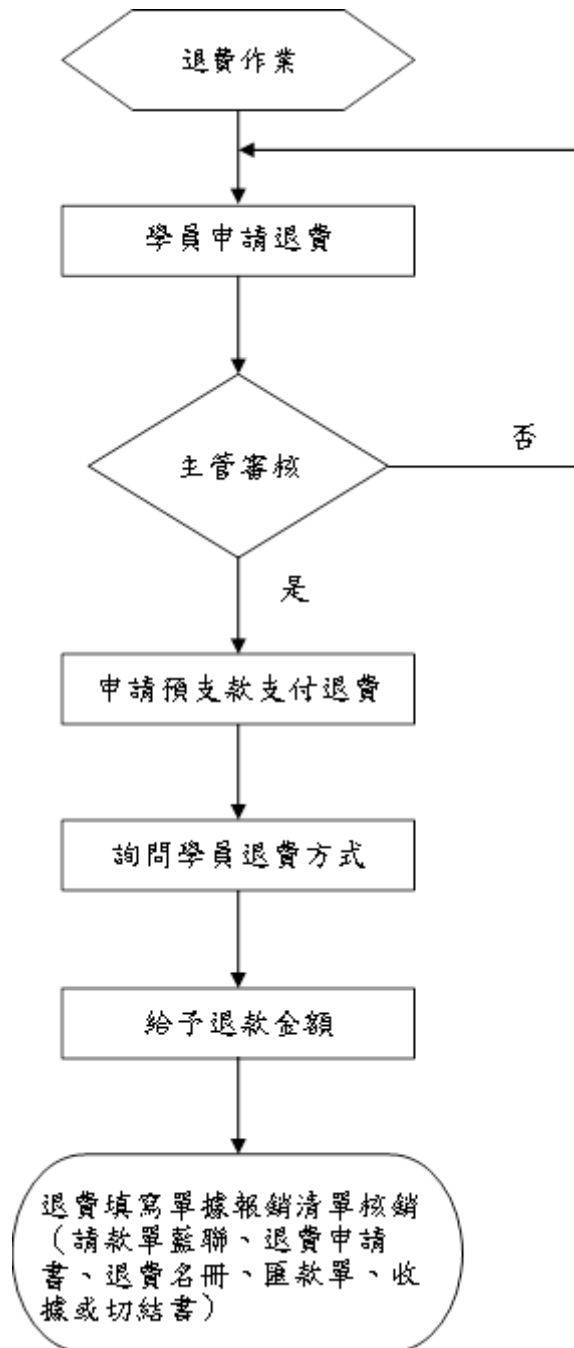 退費作業
學員申請退費
主管審核
否
是
申請預支款支付退費
詢問學員退費方式
給予退款金額
退費填寫單據報銷清單核銷
（請款單藍聯、退費申請
書、退費名冊、匯款單、收
據或切結書）